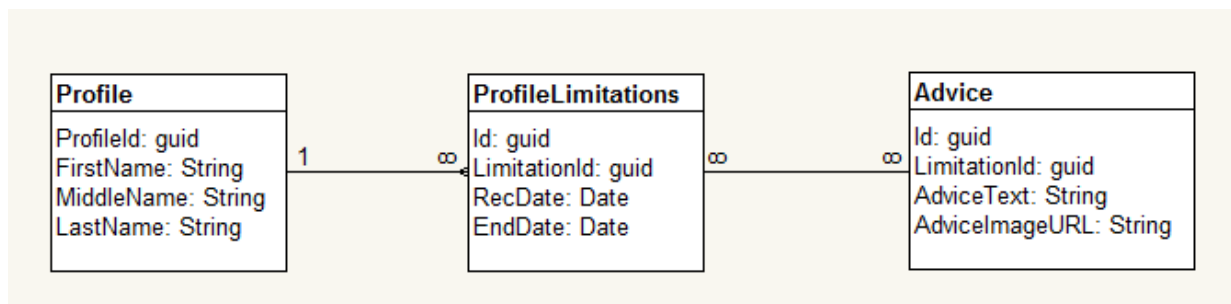 Profile
ProfileId: guid
FirstName: String
MiddleName: String
LastName: String
1
∞
ProfileLimitations
Id: guid
LimitationId: guid
RecDate: Date
EndDate: Date
∞
∞
Advice
Id: guid
LimitationId: guid
AdviceText: String
AdviceImageURL: String